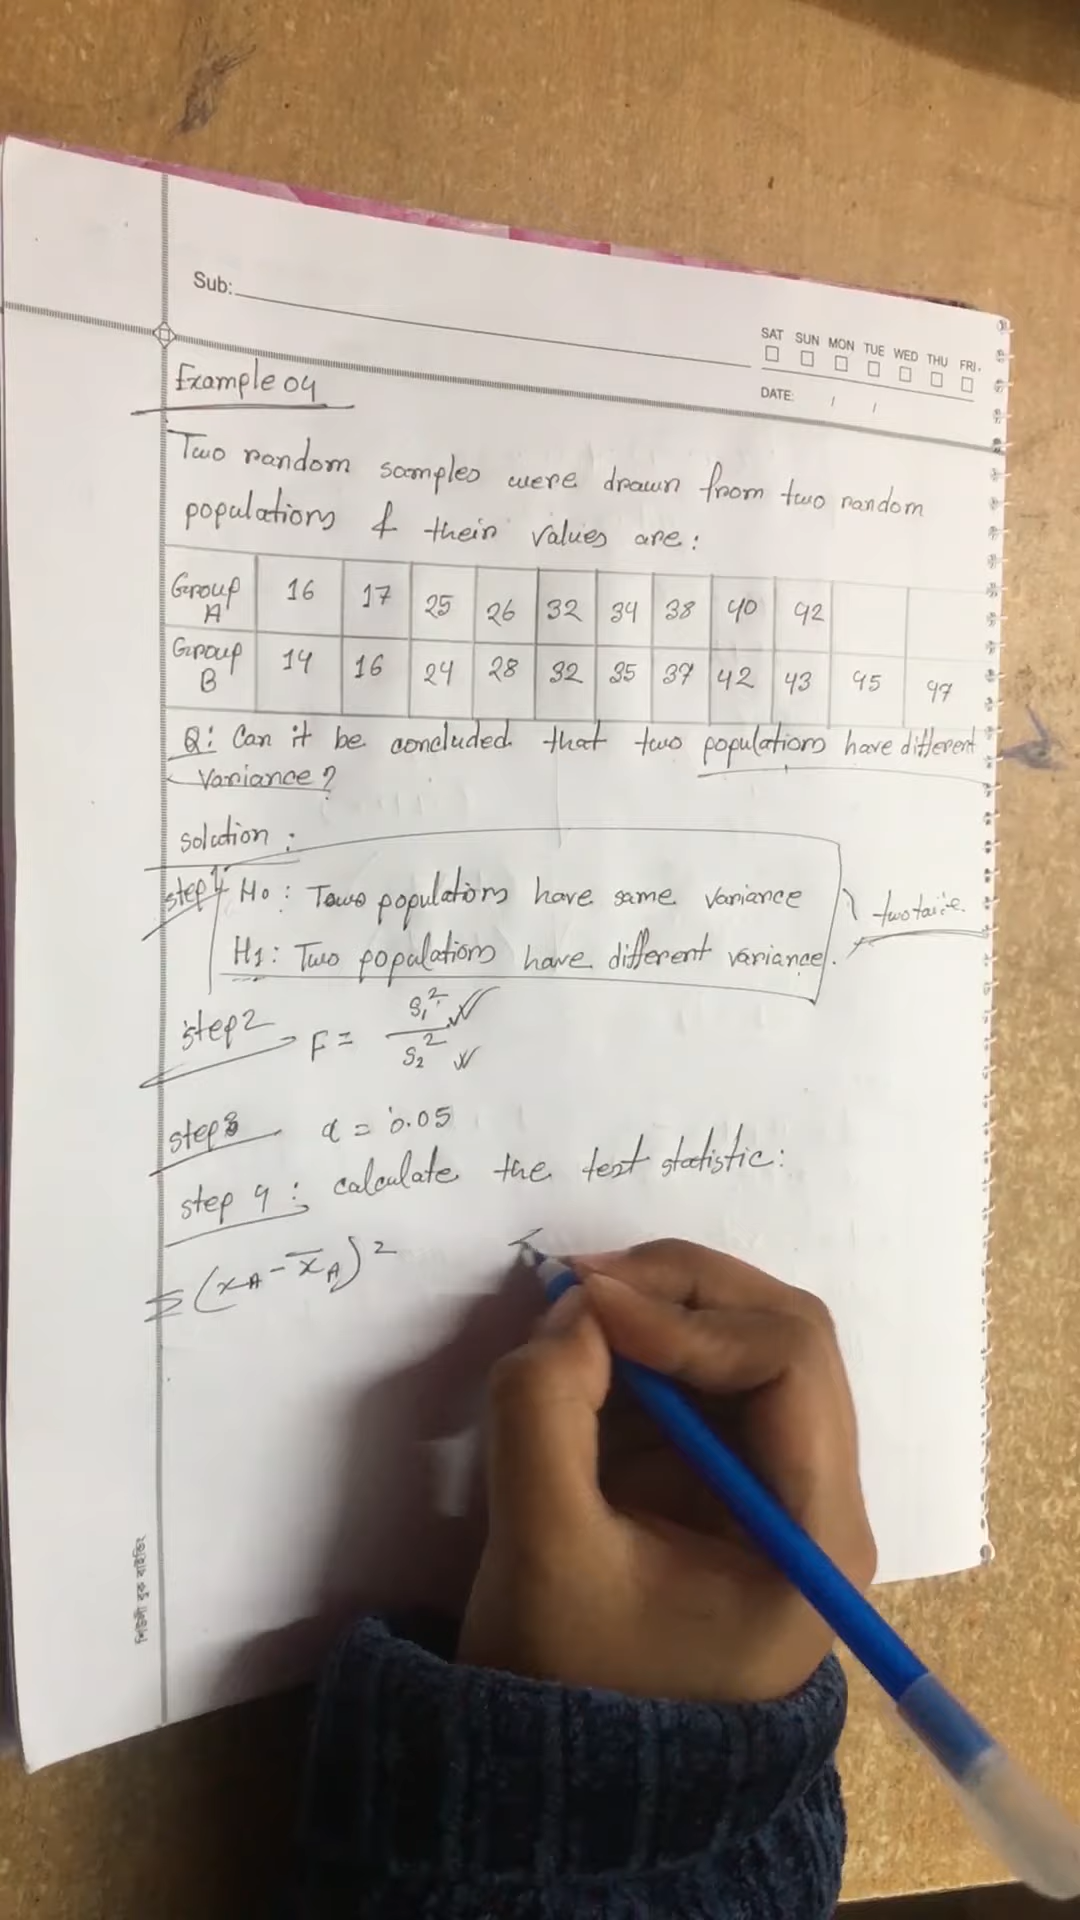 Sub:
SAT SUN MON TUE WED THU FRI.
DATE: / /
Example 04
Two random samples were drawn from two random
populations & their values are:
Group A 16 17 25 26 32 34 38 40 42
Group B 14 16 24 28 32 35 37 42 43 45 47
Q: Can it be concluded that two populations have different
variance?
solution:
step 1 H0: Towo populations have same variance
H1: Two populations have different variance.
step 2 F = S1² / S2²
step 3 α = 0.05
step 4: calculate the test statistic:
Σ(xA - x̄A)²